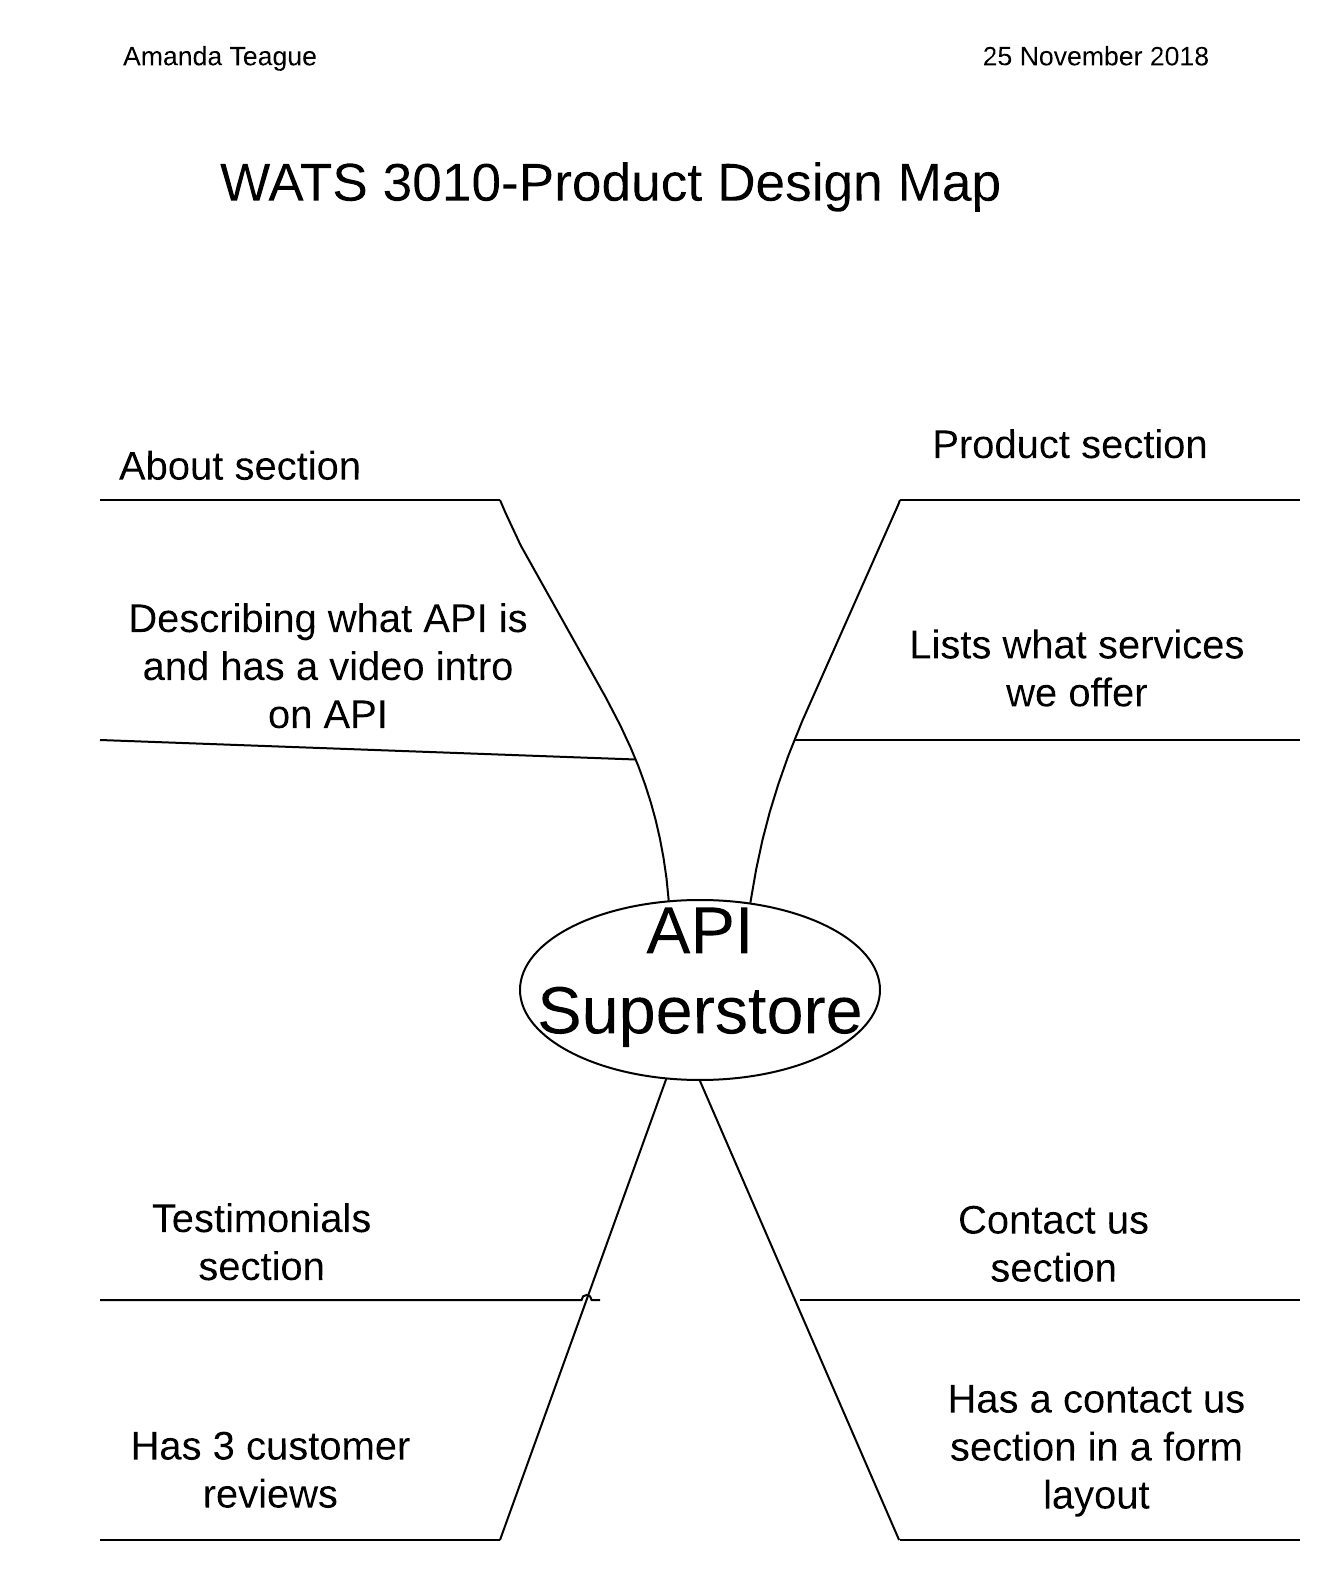 Amanda Teague
25 November 2018
WATS 3010-Product Design Map
About section
Product section
Describing what API is
and has a video intro
on API
Lists what services
we offer
API
Superstore
Testimonials
section
Contact us
section
Has 3 customer
reviews
Has a contact us
section in a form
layout